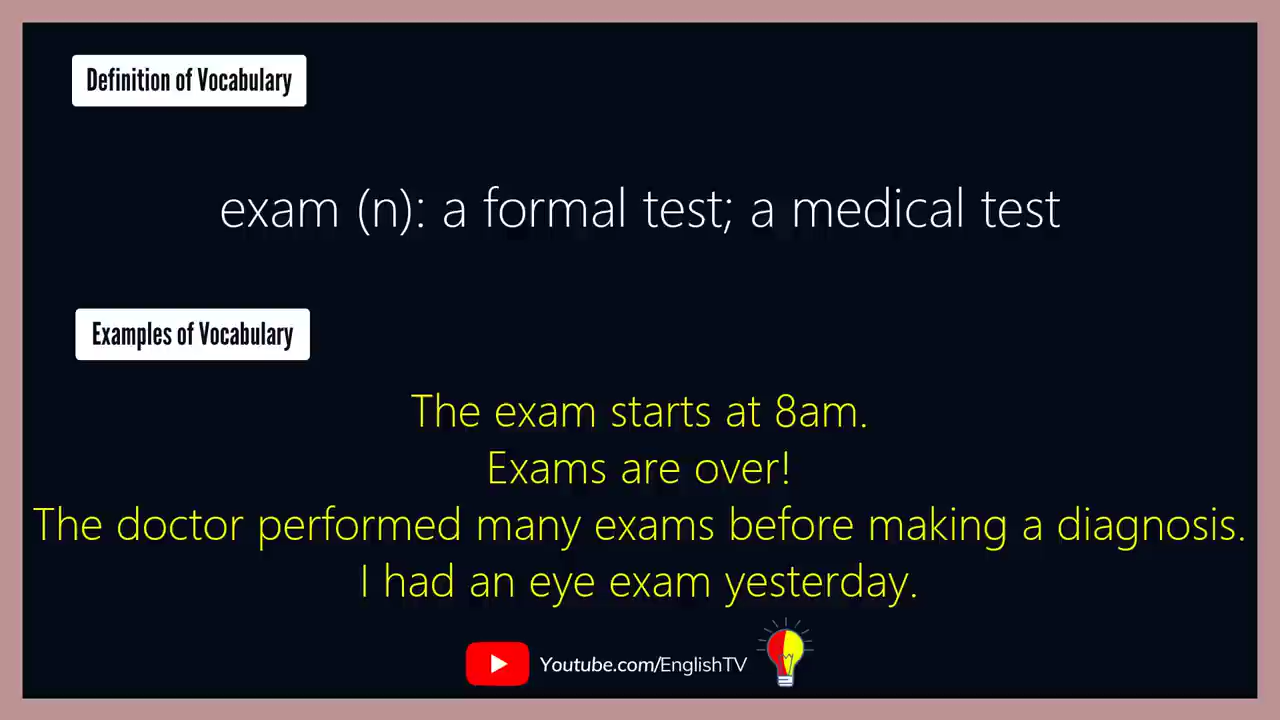 Definition of Vocabulary
exam (n): a formal test; a medical test
Examples of Vocabulary
The exam starts at 8am.
Exams are over!
The doctor performed many exams before making a diagnosis.
I had an eye exam yesterday.
Youtube.com/EnglishTV